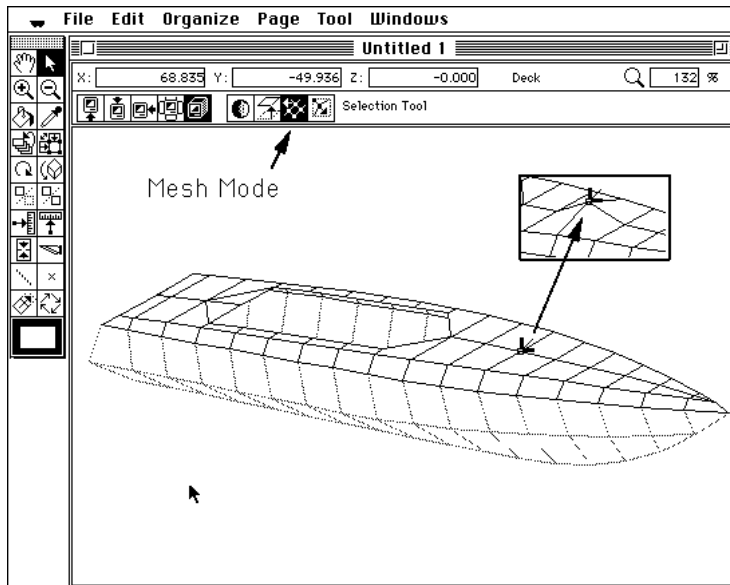 File Edit Organize Page Tool Windows
Untitled 1
X: 68.835 Y: -49.936 Z: -0.000 Deck 132 %
Selection Tool
Mesh Mode